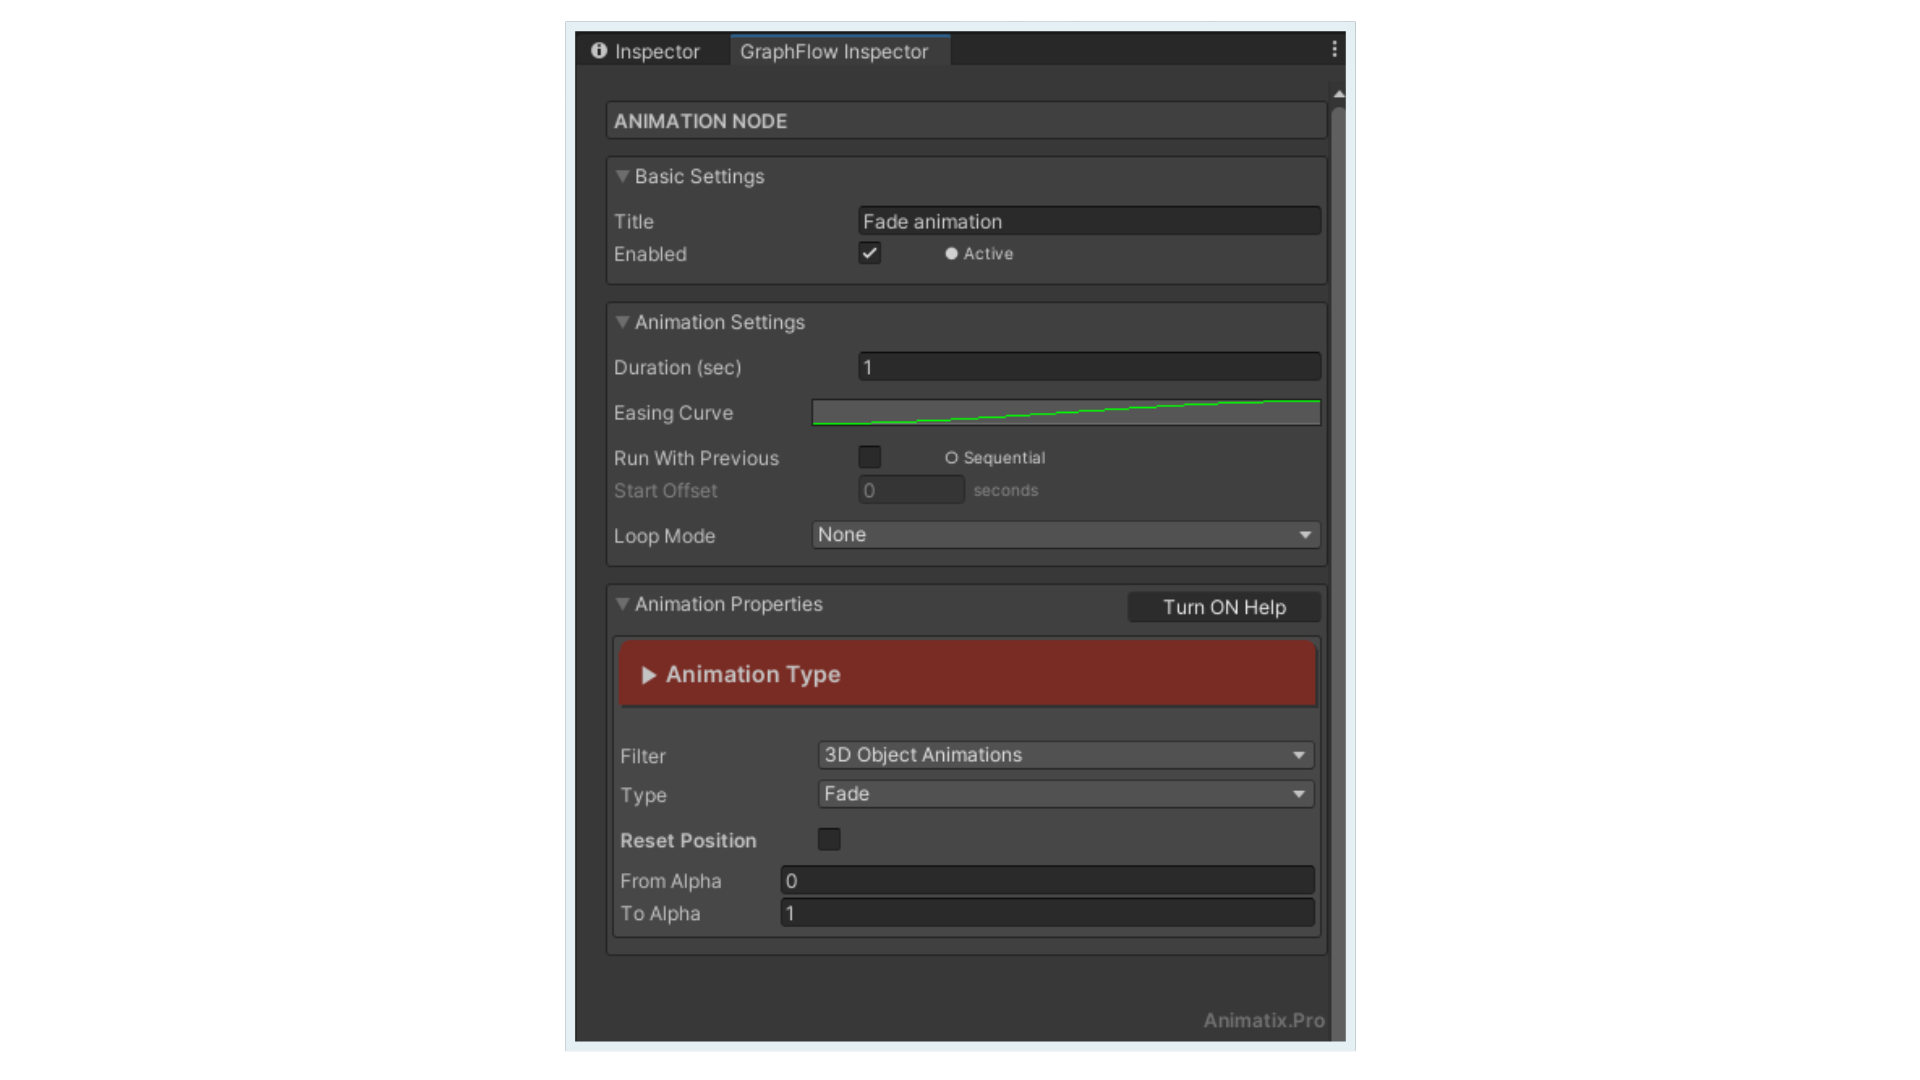 Inspector GraphFlow Inspector
ANIMATION NODE
Basic Settings
Title Fade animation
Enabled Active
Animation Settings
Duration (sec) 1
Easing Curve
Run With Previous Sequential
Start Offset 0 seconds
Loop Mode None
Animation Properties Turn ON Help
Animation Type
Filter 3D Object Animations
Type Fade
Reset Position
From Alpha 0
To Alpha 1
Animatix.Pro